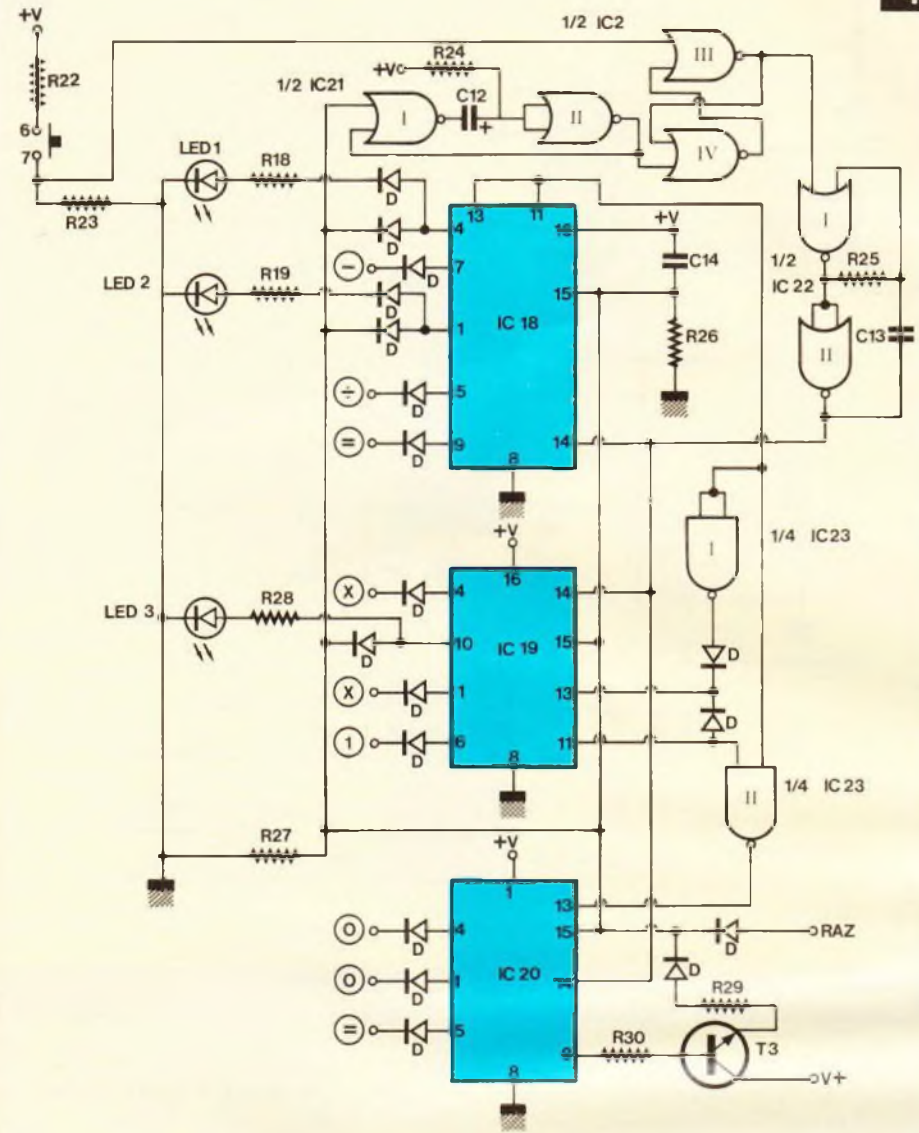 +V
1/2 IC2
R22
R24
+V
III
1/2 IC21
C12
I
+
II
6
7
IV
LED 1
R18
D
R23
13
11
4
D
16
+V
I
1/2
IC 22
R25
−
7
D
C14
LED 2
R19
D
15
IC 18
II
C13
1
D
R26
÷
5
D
=
9
D
14
8
+V
I
1/4 IC23
16
LED 3
R28
X
4
D
14
IC 19
10
D
15
D
X
1
D
13
D
1
6
D
11
8
II
1/4 IC23
R27
+V
1
13
O
4
D
15
D
RAZ
O
1
D
IC 20
D
R29
=
5
D
R30
T3
8
V+